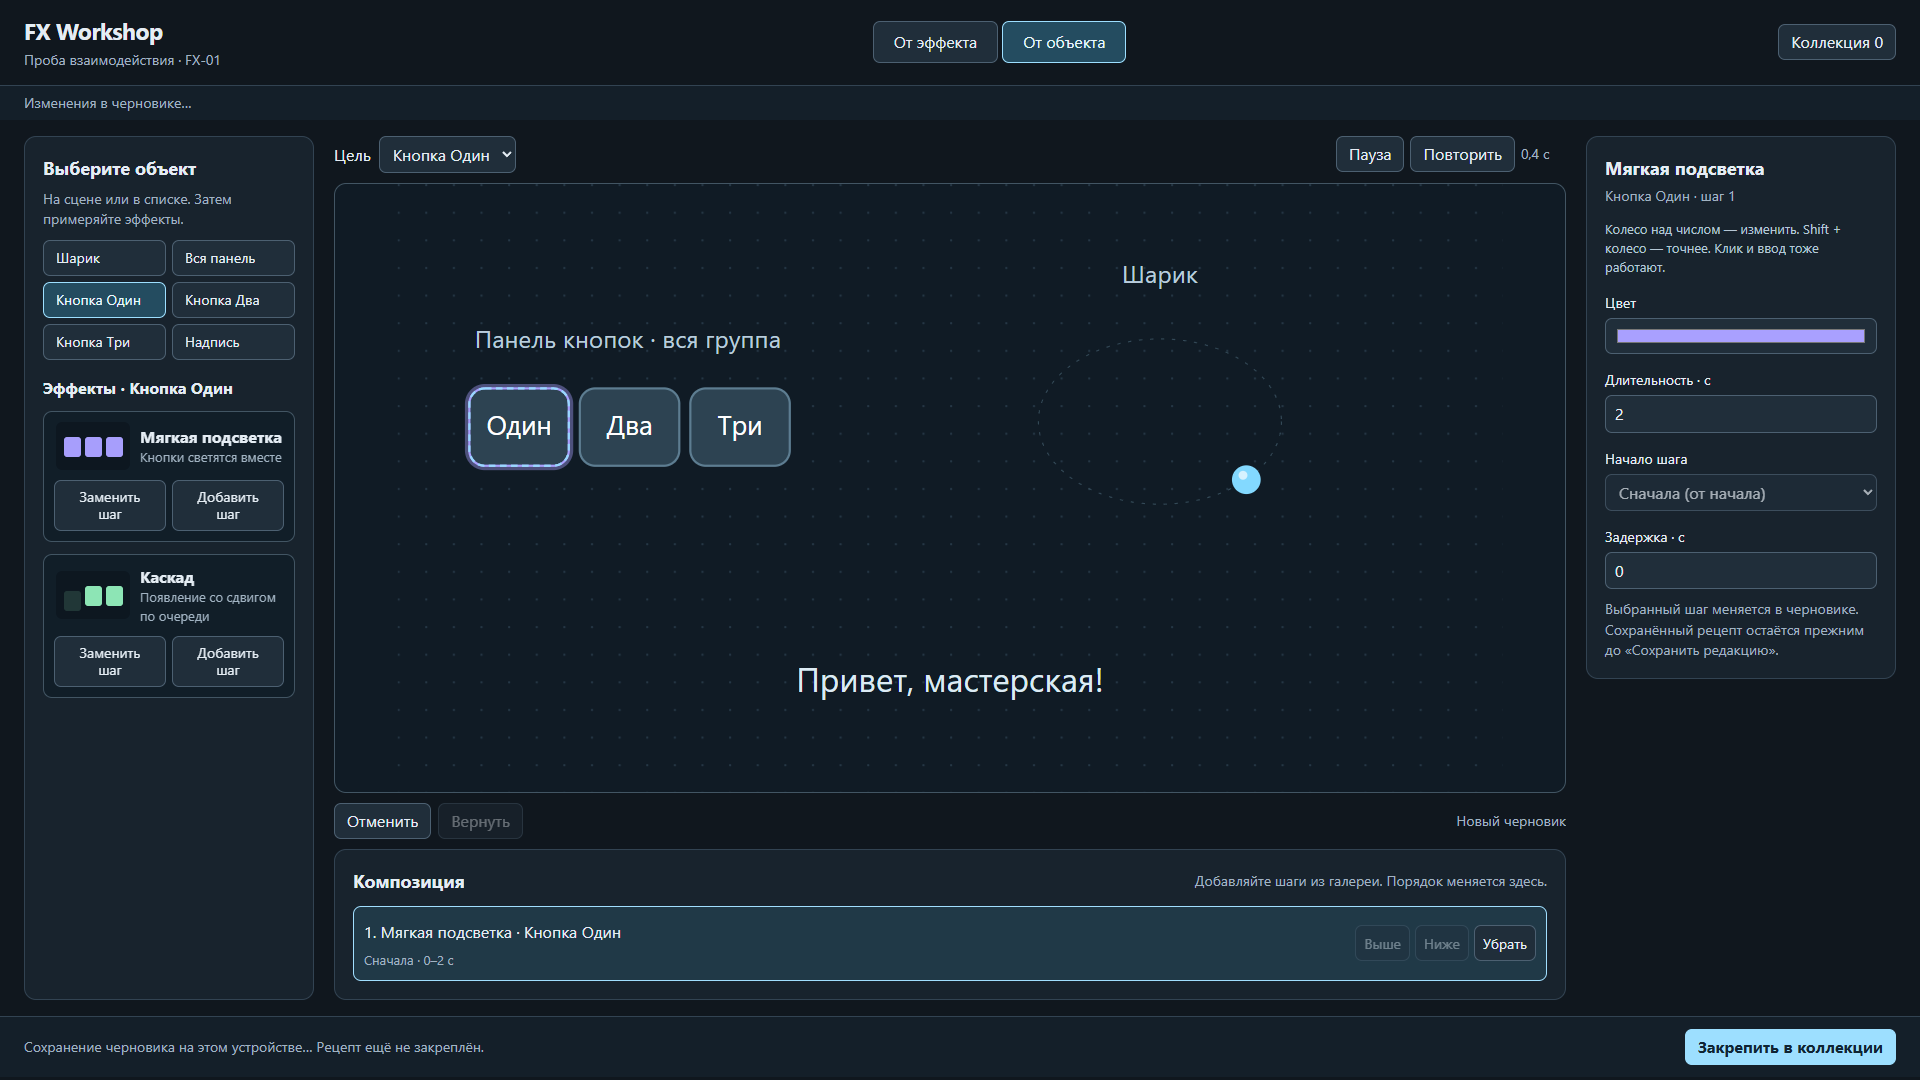 FX Workshop
Проба взаимодействия · FX-01
От эффекта
От объекта
Коллекция 0
Изменения в черновике...
Выберите объект
На сцене или в списке. Затем
примеряйте эффекты.
Шарик
Вся панель
Кнопка Один
Кнопка Два
Кнопка Три
Надпись
Эффекты · Кнопка Один
Мягкая подсветка
Кнопки светятся вместе
Заменить
шаг
Добавить
шаг
Каскад
Появление со сдвигом
по очереди
Заменить
шаг
Добавить
шаг
Цель
Кнопка Один
Пауза
Повторить
0,4 с
Шарик
Панель кнопок · вся группа
Один
Два
Три
Привет, мастерская!
Отменить
Вернуть
Новый черновик
Композиция
Добавляйте шаги из галереи. Порядок меняется здесь.
1. Мягкая подсветка · Кнопка Один
Сначала · 0–2 с
Выше
Ниже
Убрать
Мягкая подсветка
Кнопка Один · шаг 1
Колесо над числом — изменить. Shift +
колесо — точнее. Клик и ввод тоже
работают.
Цвет
Длительность · с
2
Начало шага
Сначала (от начала)
Задержка · с
0
Выбранный шаг меняется в черновике.
Сохранённый рецепт остаётся прежним
до «Сохранить редакцию».
Сохранение черновика на этом устройстве... Рецепт ещё не закреплён.
Закрепить в коллекции